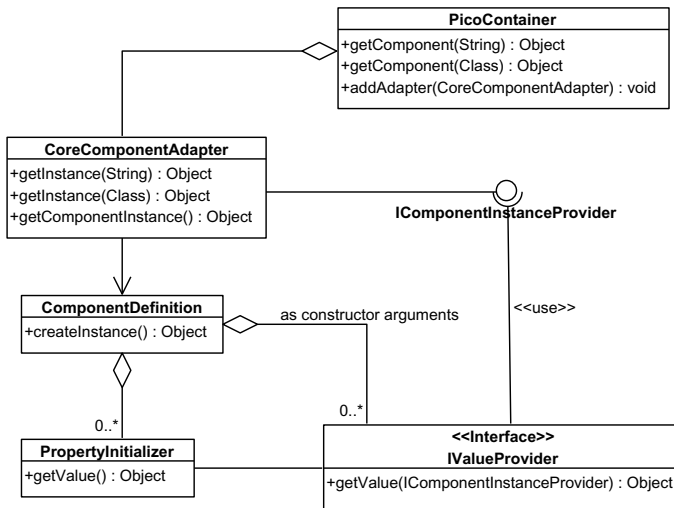 PicoContainer
+getComponent(String) : Object
+getComponent(Class) : Object
+addAdapter(CoreComponentAdapter) : void
CoreComponentAdapter
+getInstance(String) : Object
+getInstance(Class) : Object
+getComponentInstance() : Object
IComponentInstanceProvider
ComponentDefinition
+createInstance() : Object
as constructor arguments
<<use>>
0..*
0..*
PropertyInitializer
+getValue() : Object
<<Interface>>
IValueProvider
+getValue(IComponentInstanceProvider) : Object